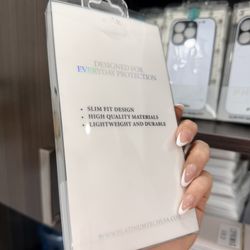 DESIGNED FOR
EVERYDAY PROTECTION
• SLIM FIT DESIGN
• HIGH QUALITY MATERIALS
• LIGHTWEIGHT AND DURABLE